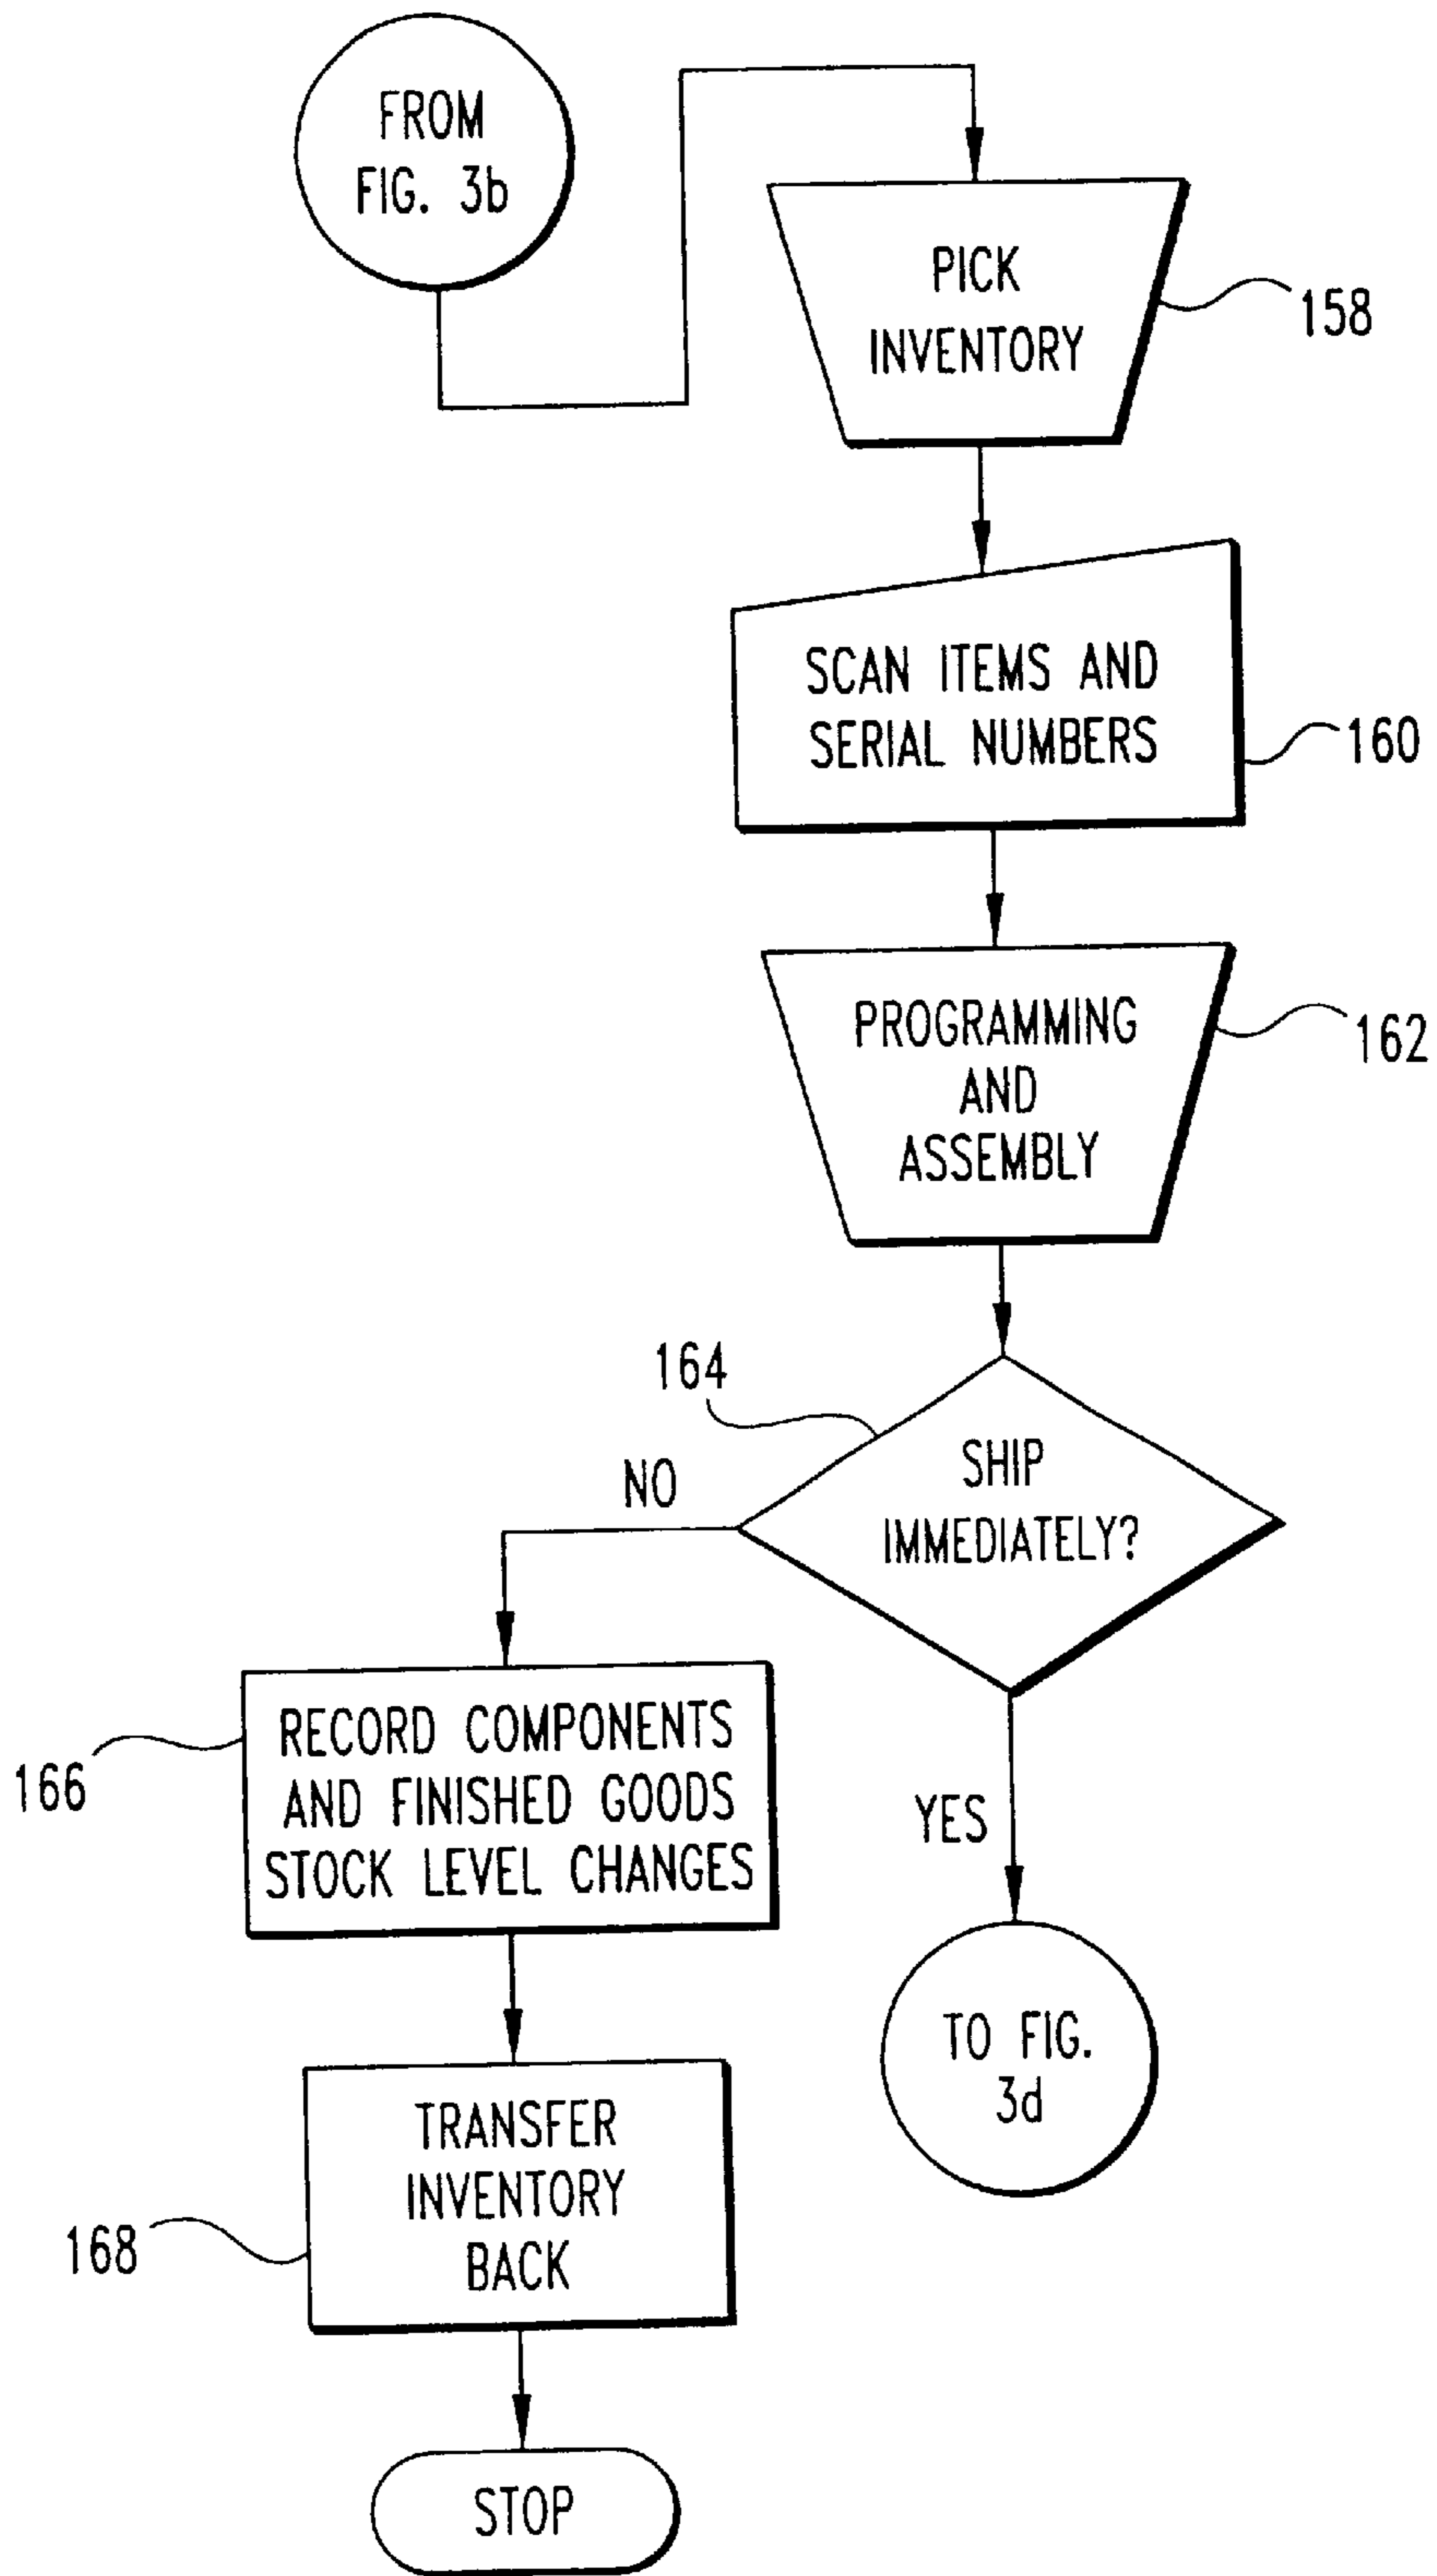 FROM
FIG. 3b
PICK
INVENTORY
158
SCAN ITEMS AND
SERIAL NUMBERS
160
PROGRAMMING
AND
ASSEMBLY
162
164
SHIP
IMMEDIATELY?
NO
YES
RECORD COMPONENTS
AND FINISHED GOODS
STOCK LEVEL CHANGES
166
TO FIG.
3d
TRANSFER
INVENTORY
BACK
168
STOP